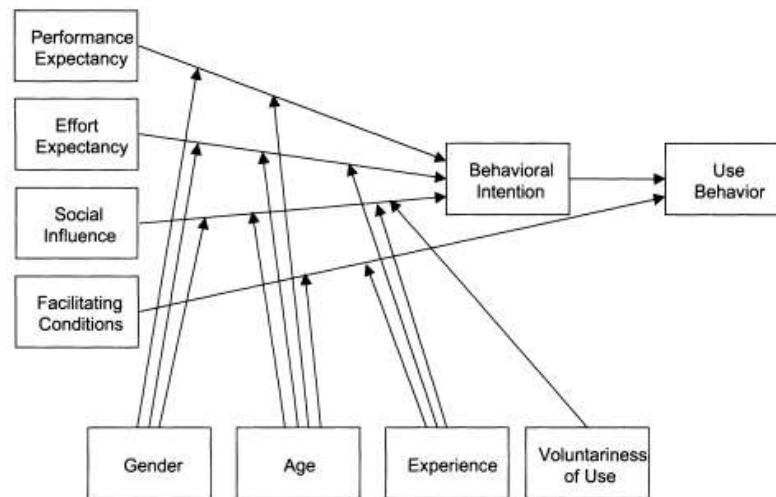 Performance
Expectancy
Effort
Expectancy
Social
Influence
Facilitating
Conditions
Behavioral
Intention
Use
Behavior
Gender
Age
Experience
Voluntariness
of Use